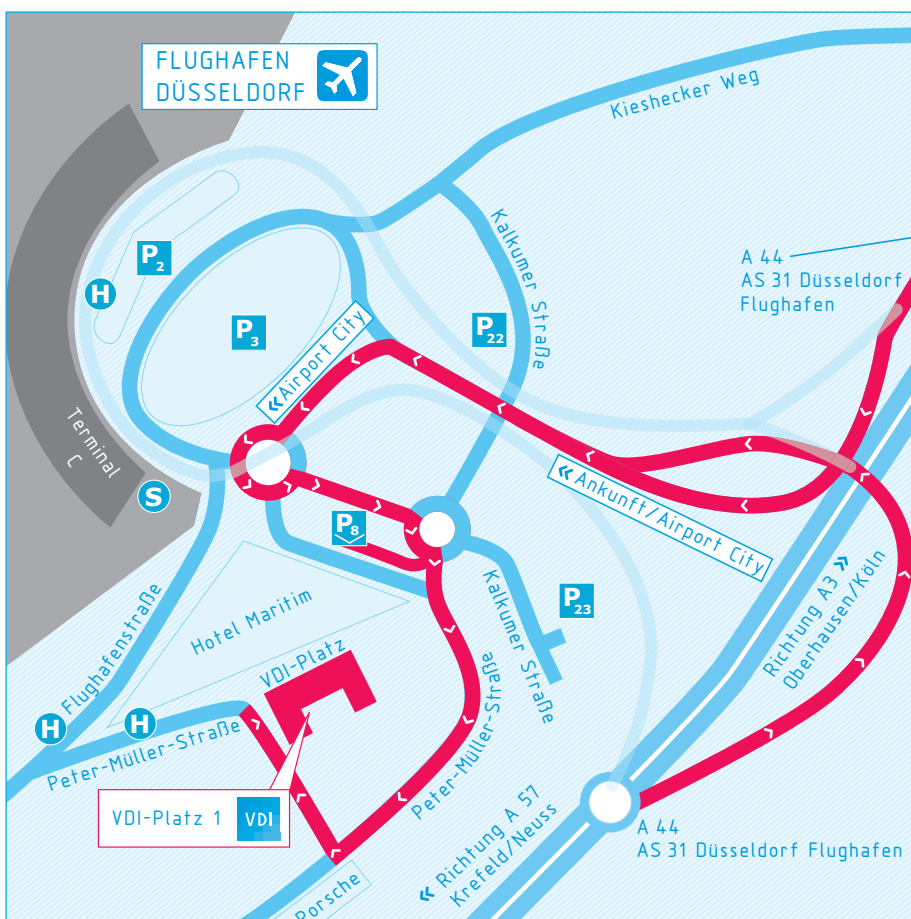 FLUGHAFEN
DÜSSELDORF
Kieshecker Weg
P2
H
Kalkumer Straße
A 44
AS 31 Düsseldorf
Flughafen
P3
P22
«Airport City
Terminal
C
S
« Ankunft/Airport City
P8
Hotel Maritim
Kalkumer Straße
P23
Richtung A3 »
Oberhausen/Köln
Flughafenstraße
VDI-Platz
Peter-Müller-Straße
H
H
Peter-Müller-Straße
VDI-Platz 1 VDI
« Richtung A 57
Krefeld/Neuss
A 44
AS 31 Düsseldorf Flughafen
Porsche